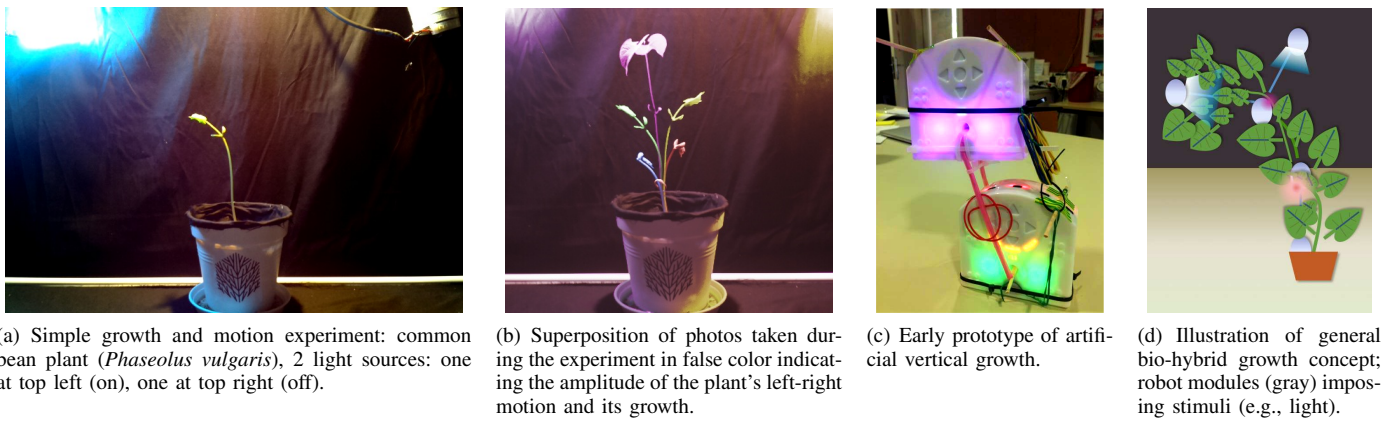 (a) Simple growth and motion experiment: common
bean plant (Phaseolus vulgaris), 2 light sources: one
at top left (on), one at top right (off).
(b) Superposition of photos taken dur-
ing the experiment in false color indicat-
ing the amplitude of the plant's left-right
motion and its growth.
(c) Early prototype of artifi-
cial vertical growth.
(d) Illustration of general
bio-hybrid growth concept;
robot modules (gray) impos-
ing stimuli (e.g., light).